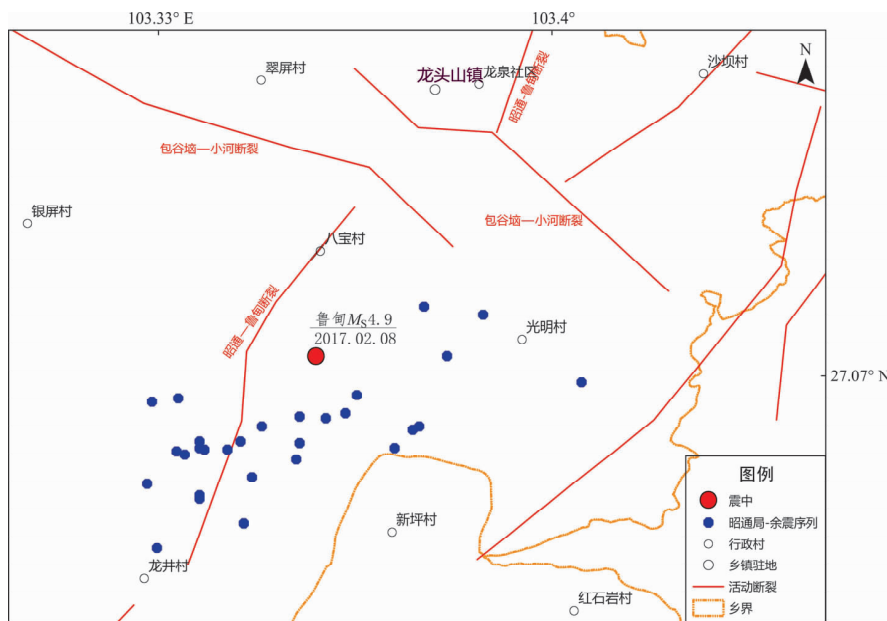 103.33° E
103.4°
翠屏村
龙头山镇
龙泉社区
沙坝村
N
昭通-鲁甸断裂
包谷垴—小河断裂
银屏村
包谷垴—小河断裂
八宝村
昭通—鲁甸断裂
鲁甸MS4.9
2017.02.08
光明村
27.07° N
图例
震中
昭通局-余震序列
行政村
乡镇驻地
活动断裂
乡界
新坪村
龙井村
红石岩村